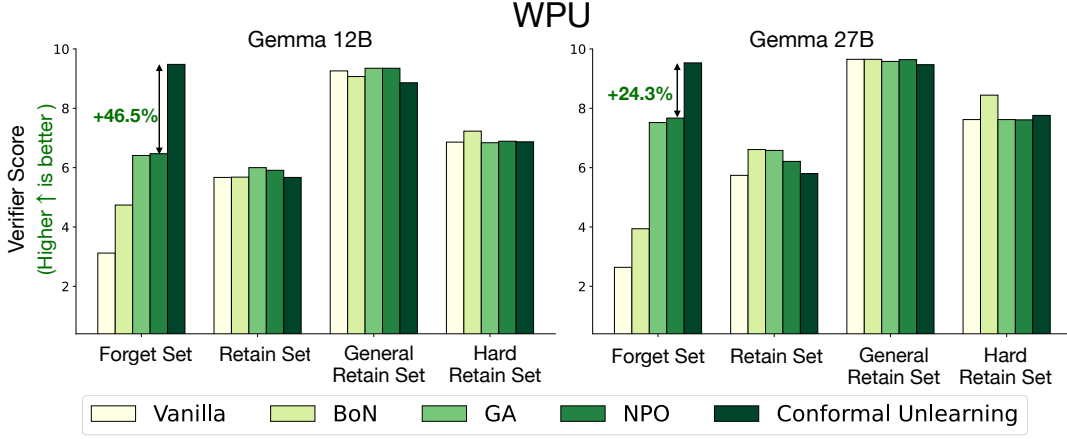 WPU
Gemma 12B
Gemma 27B
Verifier Score
(Higher ↑ is better )
10
8
6
4
2
+46.5%
Forget Set
Retain Set
General
Retain Set
Hard
Retain Set
10
8
6
4
2
+24.3%
Forget Set
Retain Set
General
Retain Set
Hard
Retain Set
Vanilla
BoN
GA
NPO
Conformal Unlearning